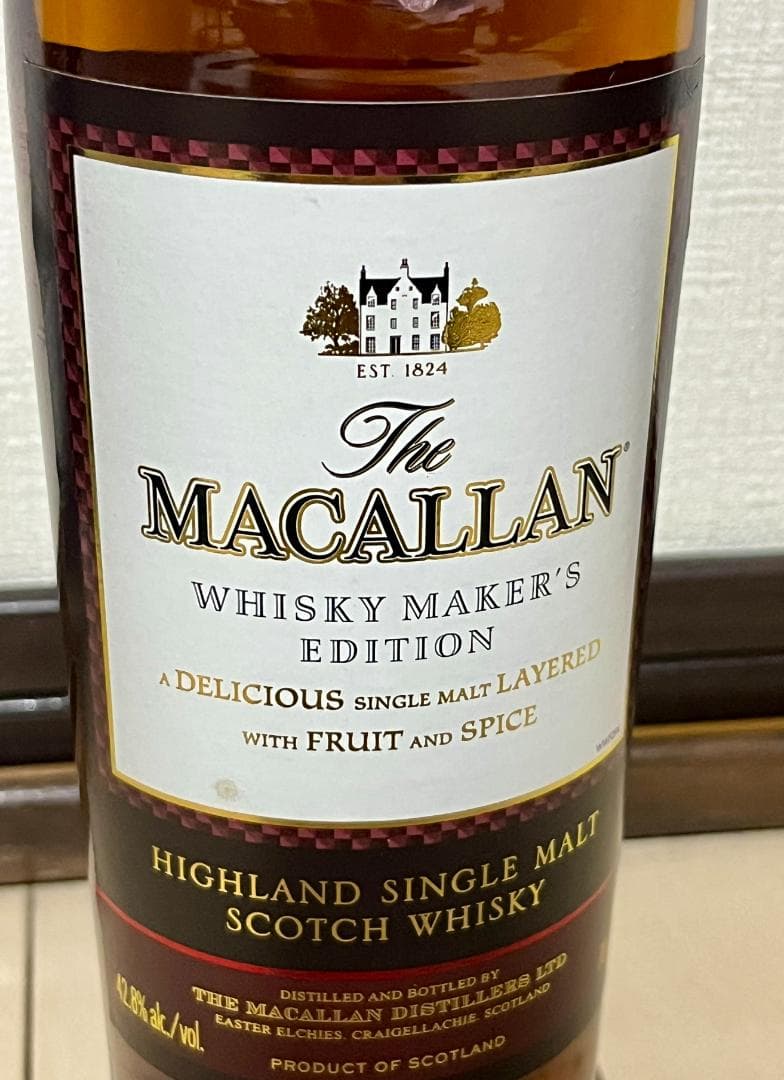 EST. 1824
The
MACALLAN®
WHISKY MAKER'S
EDITION
A DELICIOUS SINGLE MALT LAYERED
WITH FRUIT AND SPICE
HIGHLAND SINGLE MALT
SCOTCH WHISKY
42.8% alc./vol.
DISTILLED AND BOTTLED BY
THE MACALLAN DISTILLERS LTD
EASTER ELCHIES, CRAIGELLACHIE, SCOTLAND
PRODUCT OF SCOTLAND